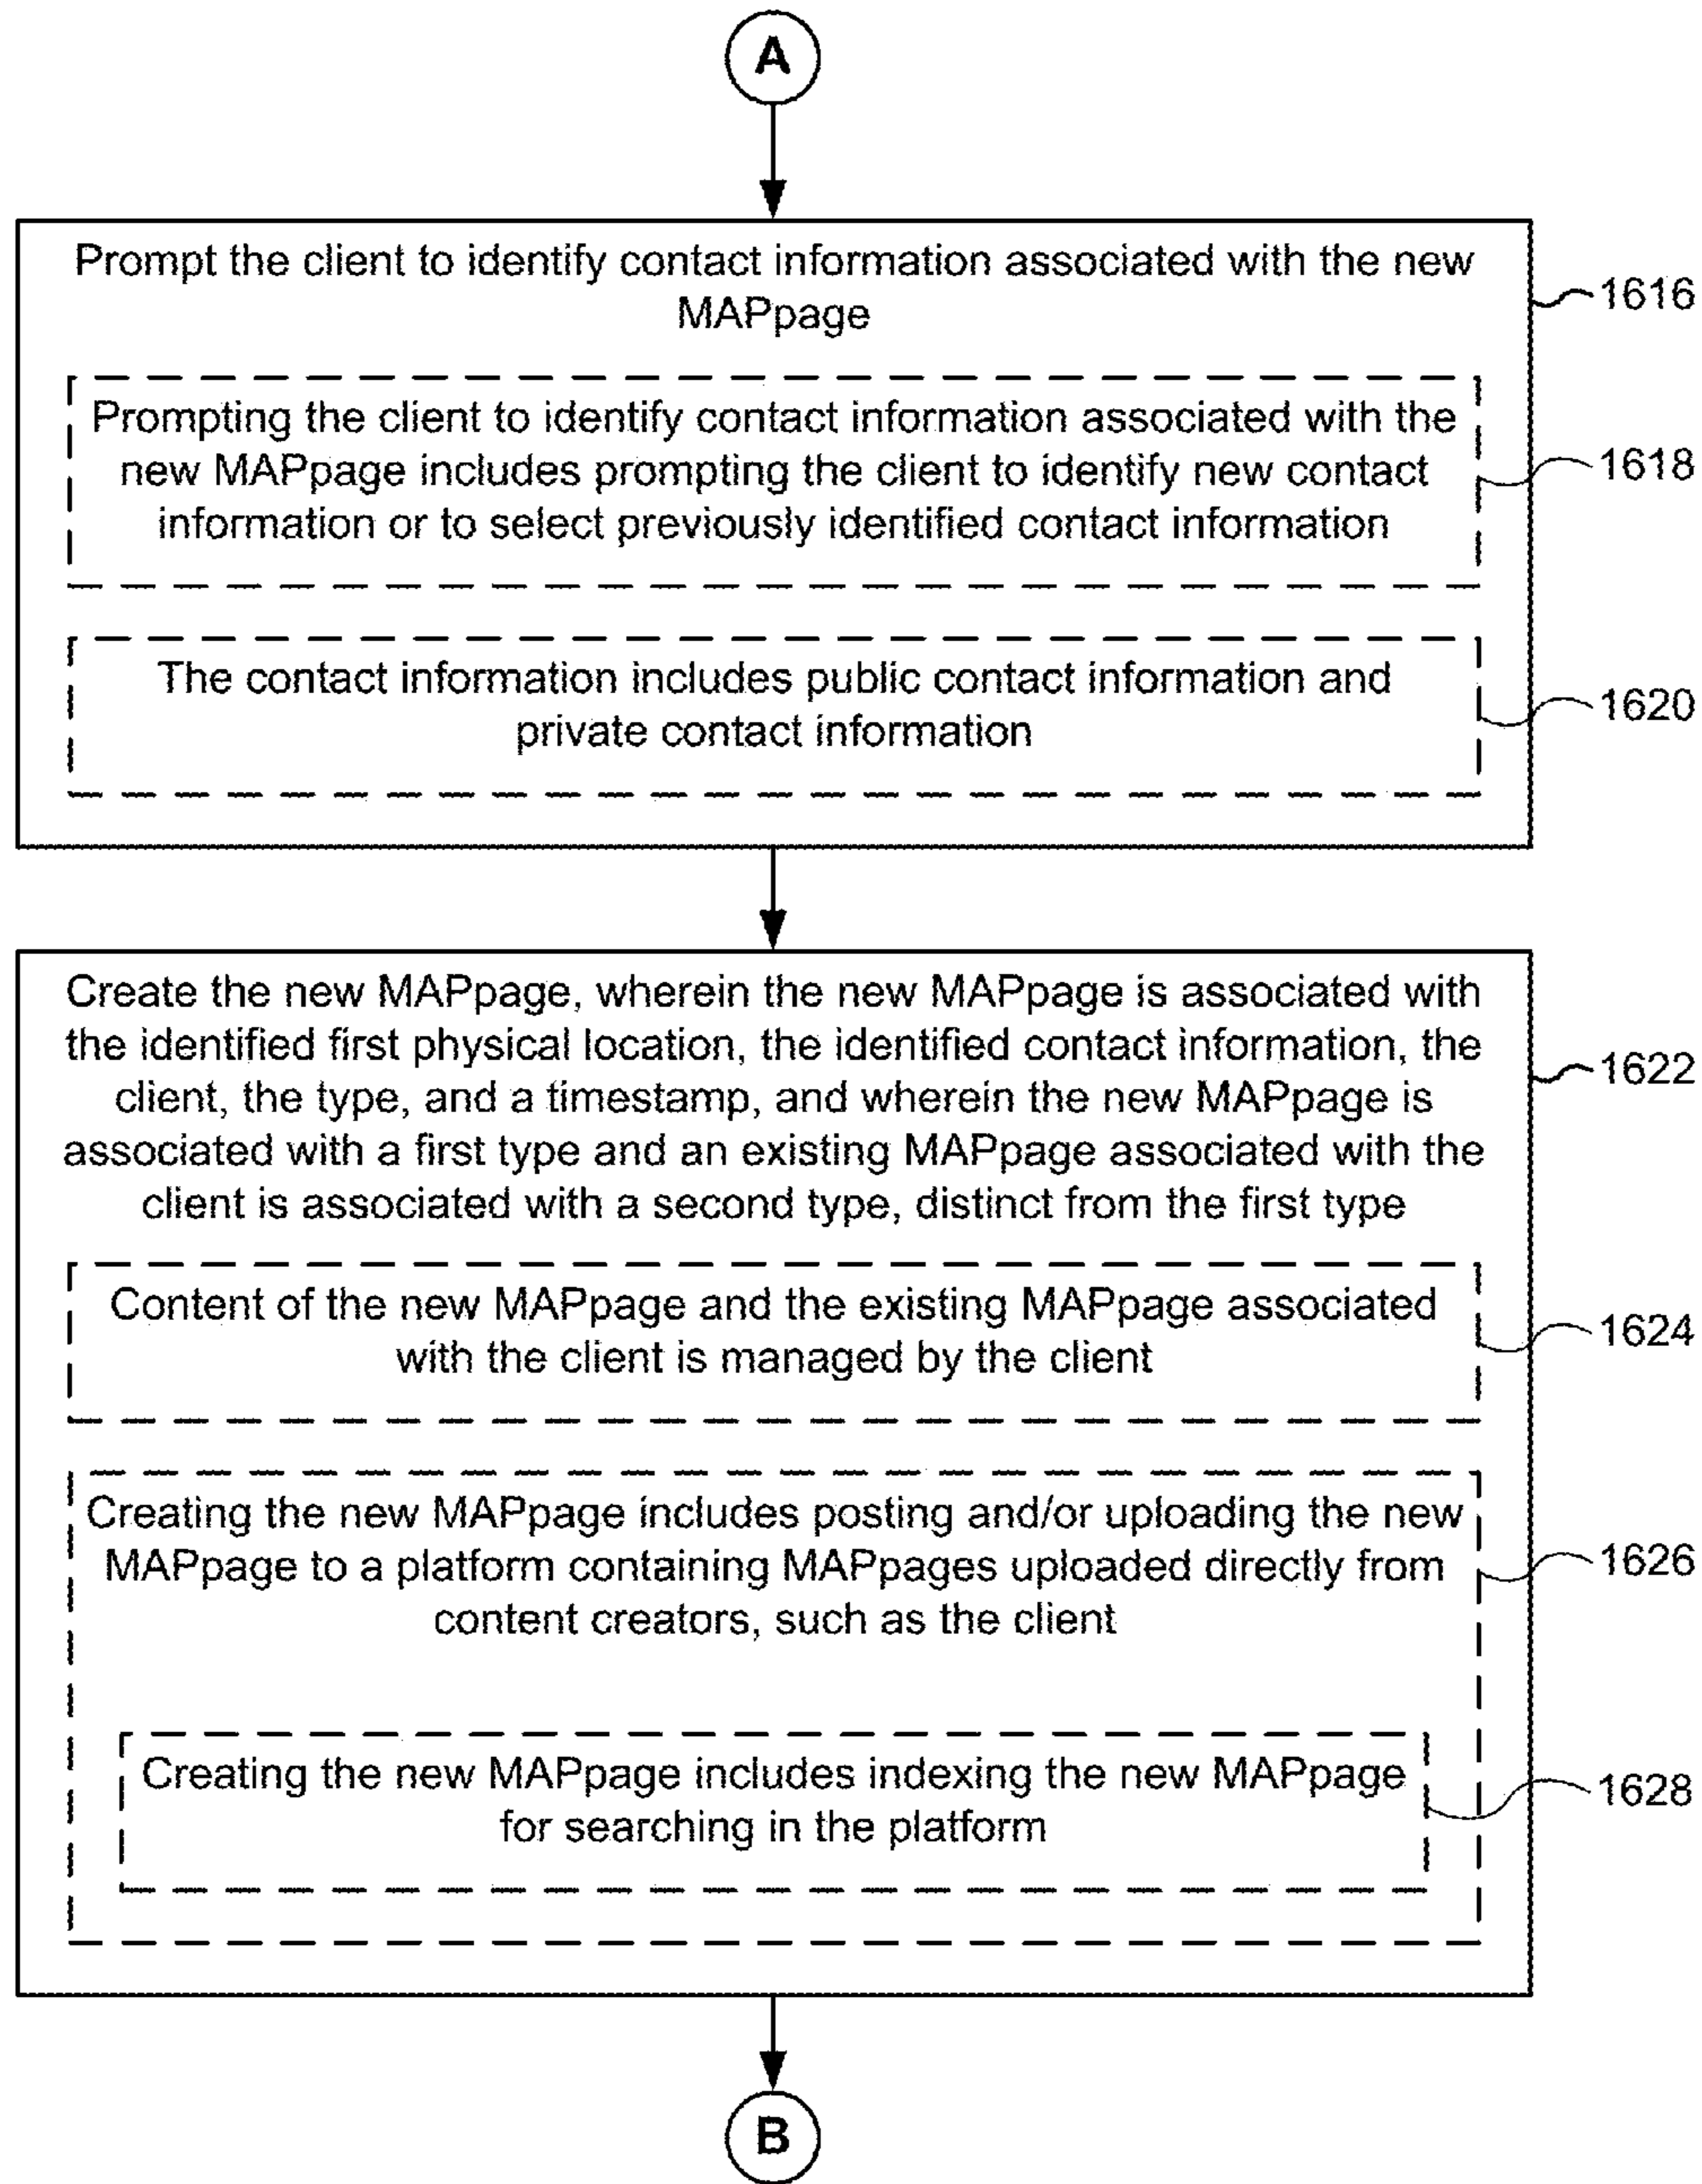 A
Prompt the client to identify contact information associated with the new
MAPpage
1616
Prompting the client to identify contact information associated with the
new MAPpage includes prompting the client to identify new contact
information or to select previously identified contact information
1618
The contact information includes public contact information and
private contact information
1620
Create the new MAPpage, wherein the new MAPpage is associated with
the identified first physical location, the identified contact information, the
client, the type, and a timestamp, and wherein the new MAPpage is
associated with a first type and an existing MAPpage associated with the
client is associated with a second type, distinct from the first type
1622
Content of the new MAPpage and the existing MAPpage associated
with the client is managed by the client
1624
Creating the new MAPpage includes posting and/or uploading the new
MAPpage to a platform containing MAPpages uploaded directly from
content creators, such as the client
1626
Creating the new MAPpage includes indexing the new MAPpage
for searching in the platform
1628
B